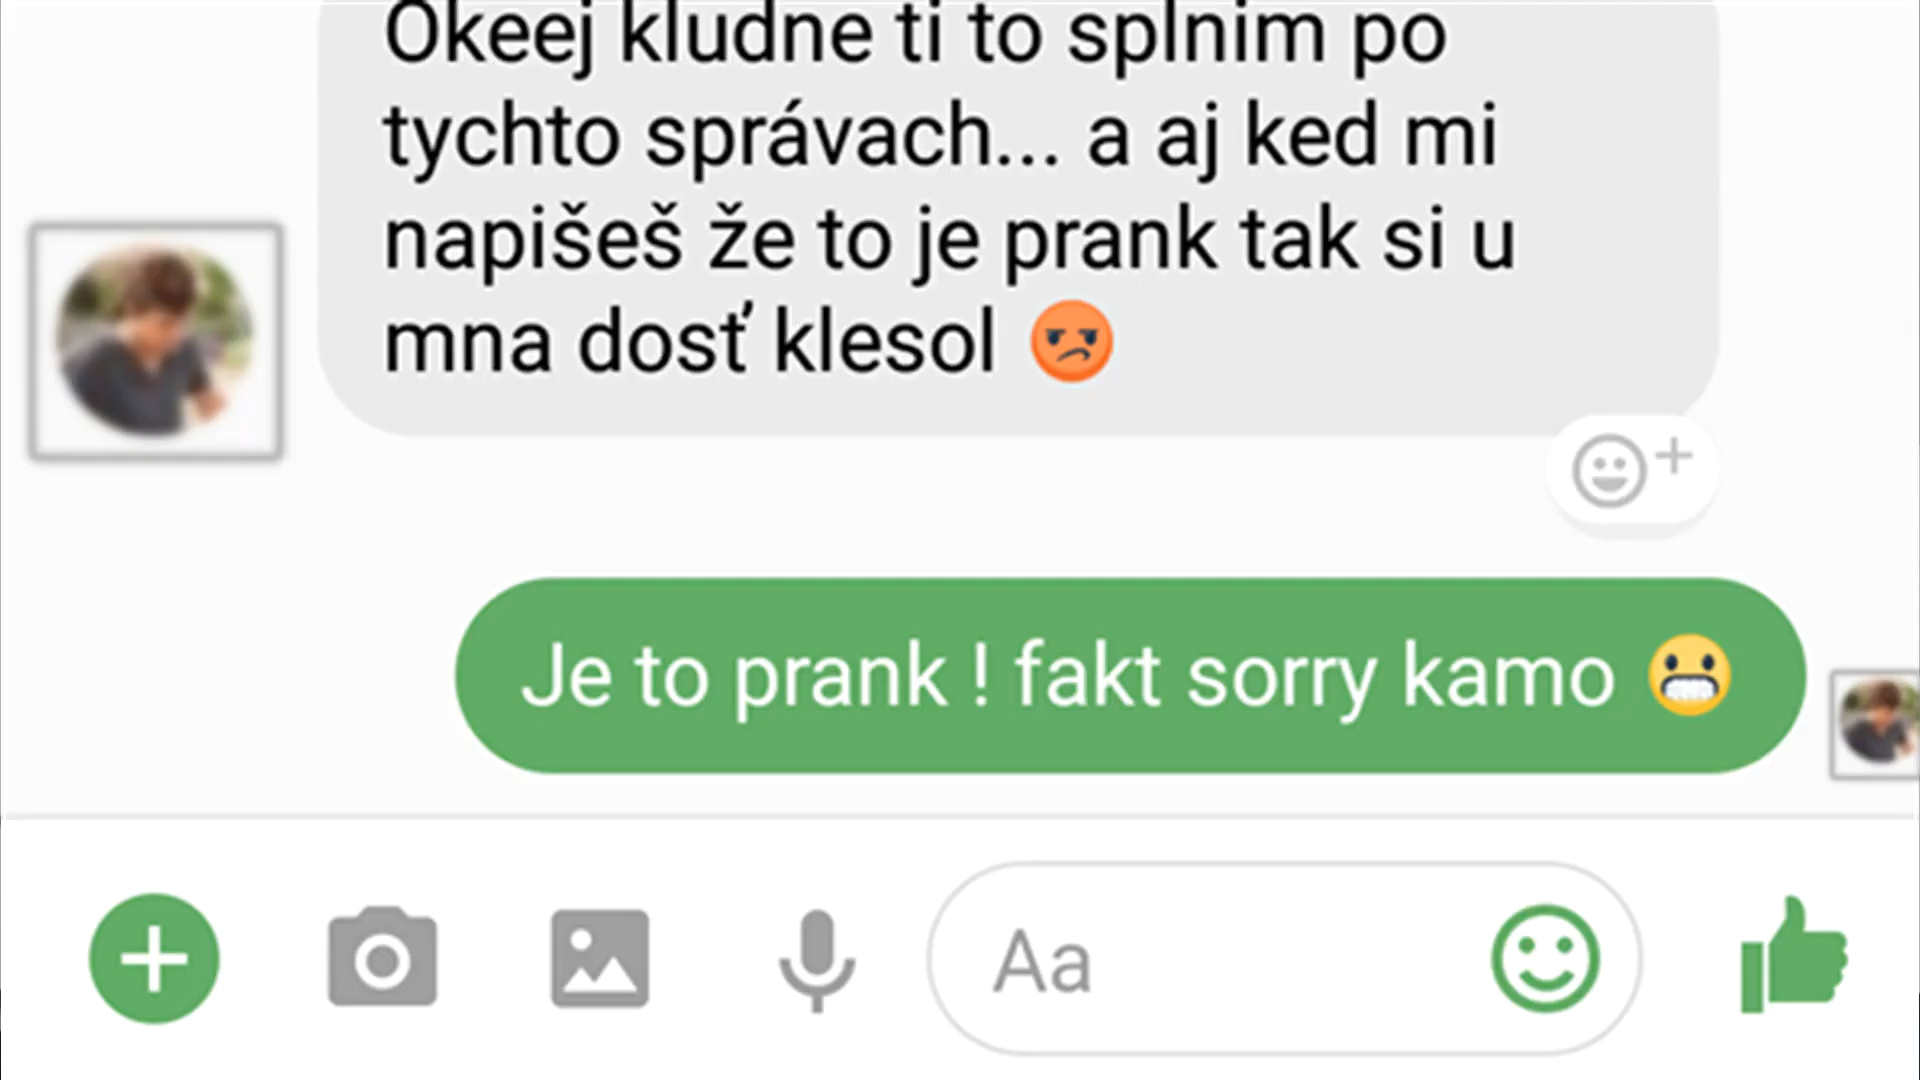 Okeej kludne ti to splnim po
tychto správach... a aj ked mi
napišeš že to je prank tak si u
mna dosť klesol 😡
Je to prank ! fakt sorry kamo 😬
Aa